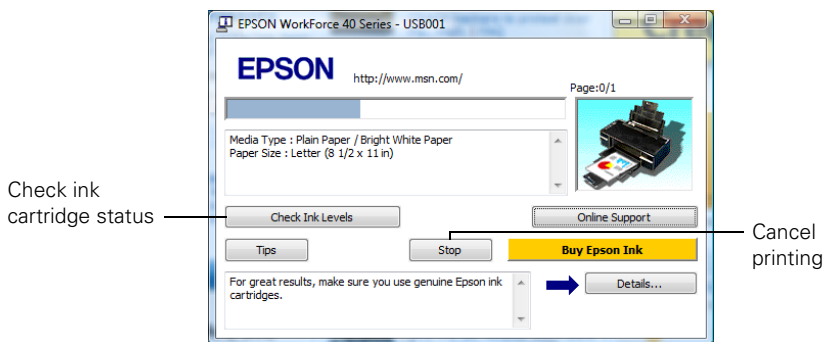 EPSON WorkForce 40 Series - USB001
EPSON
http://www.msn.com/
Page:0/1
Media Type : Plain Paper / Bright White Paper
Paper Size : Letter (8 1/2 x 11 in)
Check ink
cartridge status
Check Ink Levels
Online Support
Cancel
printing
Tips
Stop
Buy Epson Ink
For great results, make sure you use genuine Epson ink
cartridges.
Details...